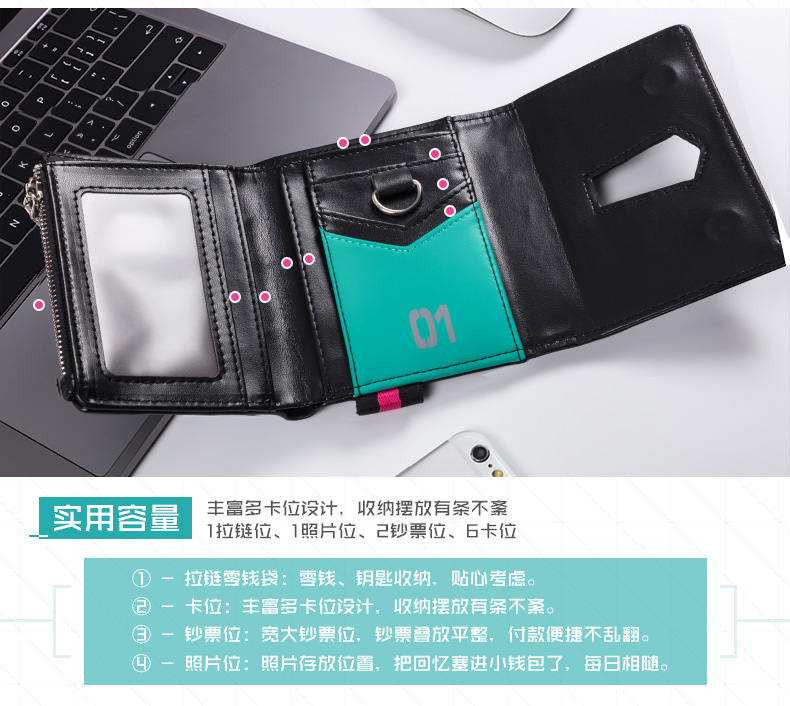 option
01
实用容量
丰富多卡位设计，收纳摆放有条不紊
1拉链位、1照片位、2钞票位、6卡位
① - 拉链零钱袋：零钱、钥匙收纳，贴心考虑。
② - 卡位：丰富多卡位设计，收纳摆放有条不紊。
③ - 钞票位：宽大钞票位，钞票叠放平整，付款便捷不乱翻。
④ - 照片位：照片存放位置，把回忆塞进小钱包了，每日相随。